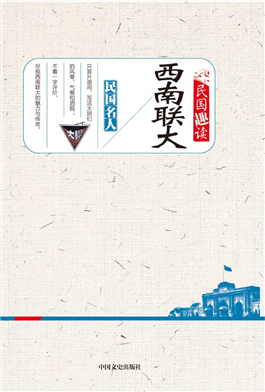 民国趣读
西南联大
民国名人
只言片语间，写活大师们
的风骨、气概和洒脱。
不着一字评价，
尽现西南联大的魅力与传奇。
中国文史出版社